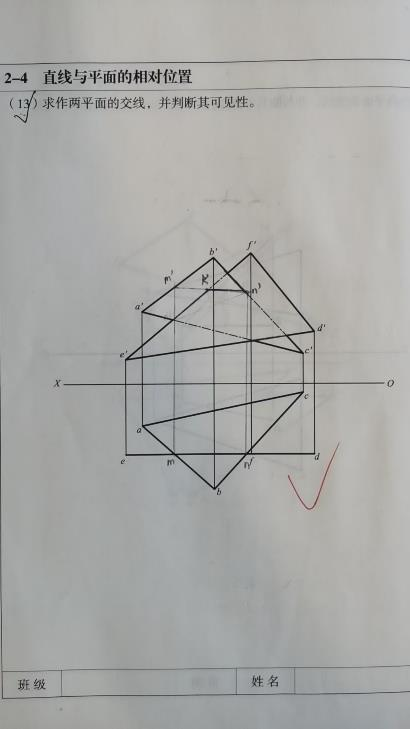 2-4 直线与平面的相对位置
(13)求作两平面的交线，并判断其可见性。
b' f'
m' K n'
a'
d'
e' c'
X O
c
a
e m n f d
b
班级 姓名